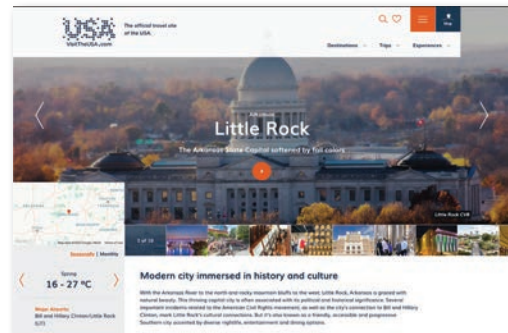 USA
VisitTheUSA.com
The official travel site
of the USA.
Map
Destinations
Trips
Experiences
Arkansas
Little Rock
The Arkansas State Capitol softened by fall colors
Little Rock CVB
1 of 16
Seasonally | Monthly
Spring
16 - 27 °C
Major Airports:
Bill and Hillary Clinton/Little Rock
(LIT)
Modern city immersed in history and culture
With the Arkansas River to the north and rocky mountain bluffs to the west, Little Rock, Arkansas is graced with
natural beauty. This thriving capital city is often associated with its political and historical significance. Several
important incidents related to the American Civil Rights movement, as well as the city's connection to Bill and Hillary
Clinton, mark Little Rock's cultural connections. But it's also known as a friendly, accessible and progressive
Southern city accented by diverse nightlife, entertainment and dining options.